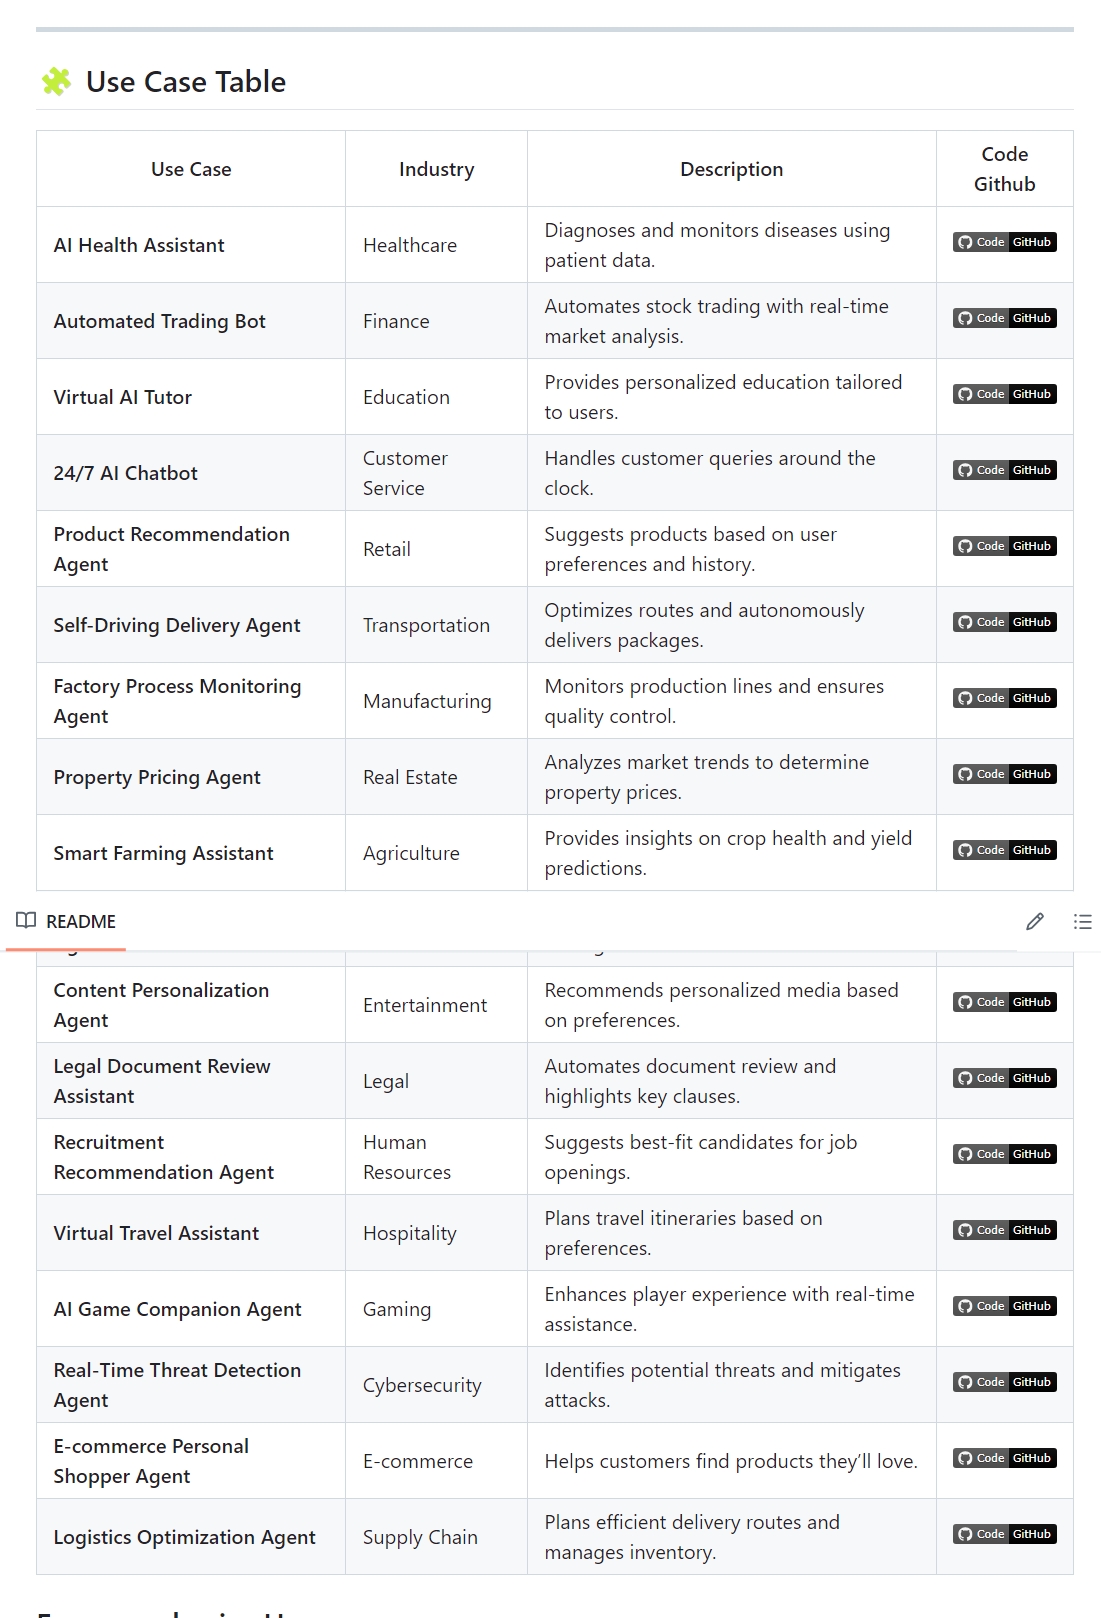 Use Case Table
Use Case
Industry
Description
Code
Github
AI Health Assistant
Healthcare
Diagnoses and monitors diseases using
patient data.
Code GitHub
Automated Trading Bot
Finance
Automates stock trading with real-time
market analysis.
Code GitHub
Virtual AI Tutor
Education
Provides personalized education tailored
to users.
Code GitHub
24/7 AI Chatbot
Customer
Service
Handles customer queries around the
clock.
Code GitHub
Product Recommendation
Agent
Retail
Suggests products based on user
preferences and history.
Code GitHub
Self-Driving Delivery Agent
Transportation
Optimizes routes and autonomously
delivers packages.
Code GitHub
Factory Process Monitoring
Agent
Manufacturing
Monitors production lines and ensures
quality control.
Code GitHub
Property Pricing Agent
Real Estate
Analyzes market trends to determine
property prices.
Code GitHub
Smart Farming Assistant
Agriculture
Provides insights on crop health and yield
predictions.
Code GitHub
README
Content Personalization
Agent
Entertainment
Recommends personalized media based
on preferences.
Code GitHub
Legal Document Review
Assistant
Legal
Automates document review and
highlights key clauses.
Code GitHub
Recruitment
Recommendation Agent
Human
Resources
Suggests best-fit candidates for job
openings.
Code GitHub
Virtual Travel Assistant
Hospitality
Plans travel itineraries based on
preferences.
Code GitHub
AI Game Companion Agent
Gaming
Enhances player experience with real-time
assistance.
Code GitHub
Real-Time Threat Detection
Agent
Cybersecurity
Identifies potential threats and mitigates
attacks.
Code GitHub
E-commerce Personal
Shopper Agent
E-commerce
Helps customers find products they’ll love.
Code GitHub
Logistics Optimization Agent
Supply Chain
Plans efficient delivery routes and
manages inventory.
Code GitHub